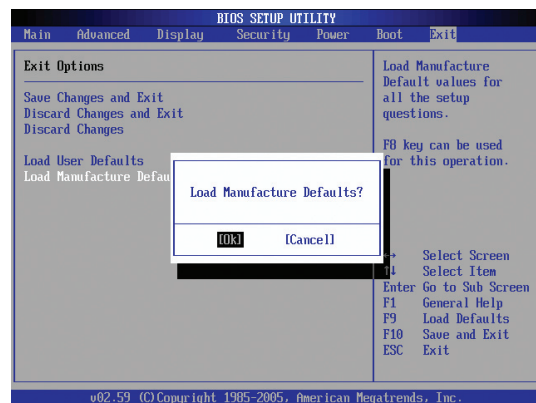 BIOS SETUP UTILITY
Main Advanced Display Security Power Boot Exit
Exit Options
Save Changes and Exit
Discard Changes and Exit
Discard Changes
Load User Defaults
Load Manufacture Defau
Load Manufacture Defaults?
[Ok] [Cancel]
Load Manufacture
Default values for
all the setup
questions.
F8 key can be used
for this operation.
↔ Select Screen
↑↓ Select Item
Enter Go to Sub Screen
F1 General Help
F9 Load Defaults
F10 Save and Exit
ESC Exit
v02.59 (C)Copyright 1985-2005, American Megatrends, Inc.